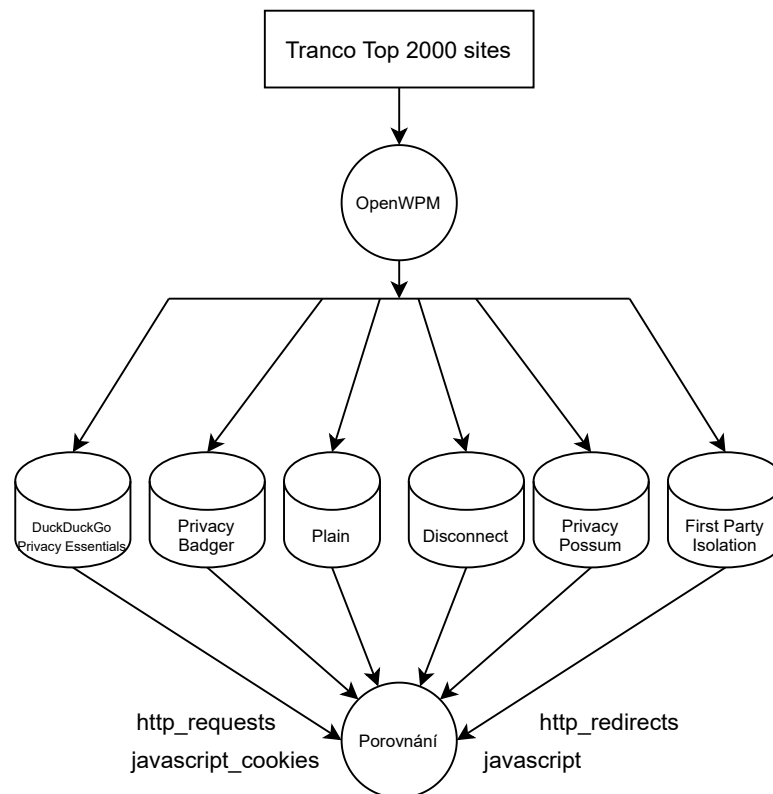 Tranco Top 2000 sites
OpenWPM
DuckDuckGo
Privacy Essentials
Privacy
Badger
Plain
Disconnect
Privacy
Possum
First Party
Isolation
http_requests
http_redirects
Porovnání
javascript_cookies
javascript